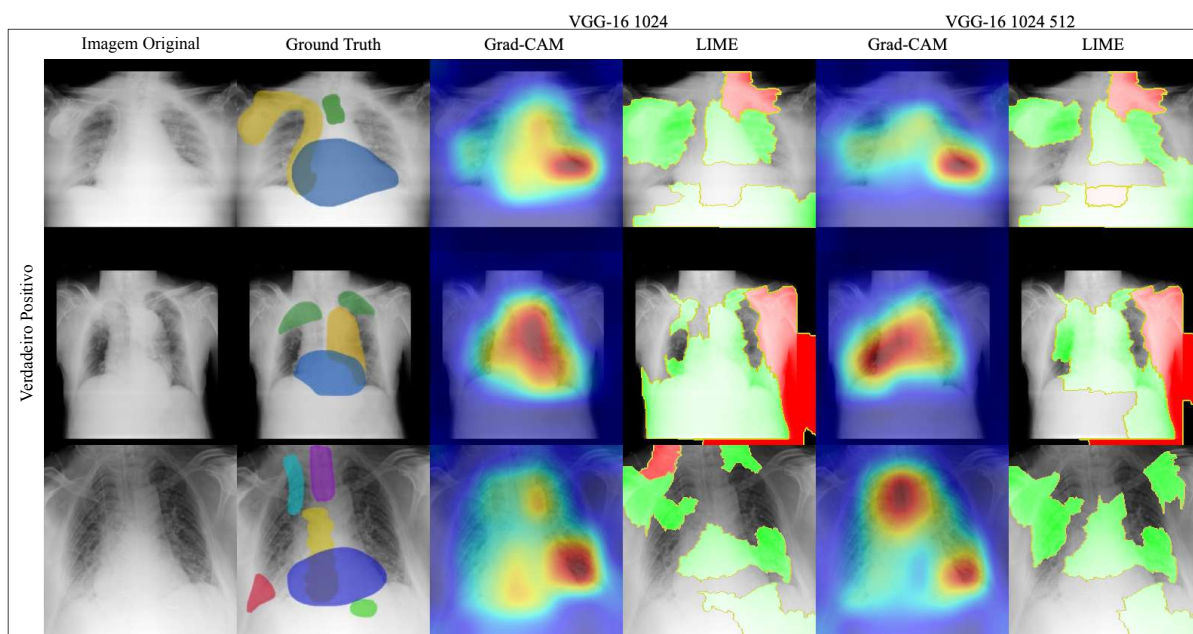 VGG-16 1024 VGG-16 1024 512
Imagem Original Ground Truth Grad-CAM LIME Grad-CAM LIME
Verdadeiro Positivo